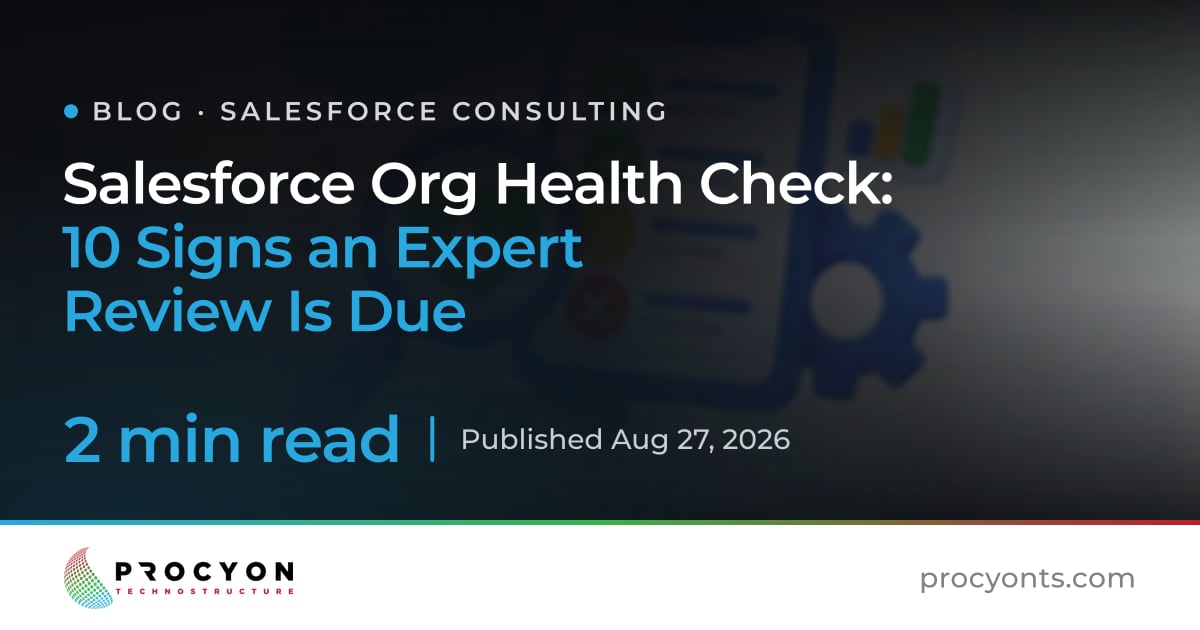 BLOG · SALESFORCE CONSULTING
Salesforce Org Health Check:
10 Signs an Expert
Review Is Due
2 min read | Published Aug 27, 2026
PROCYON
TECHNOSTRUCTURE
procyonts.com